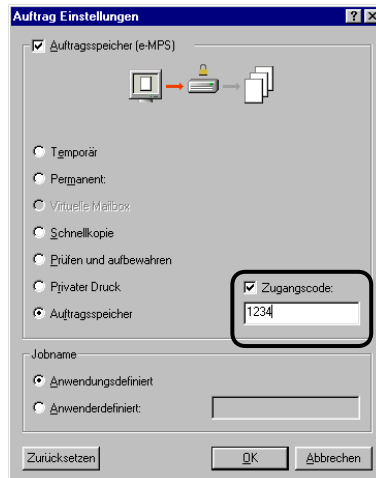 Auftrag Einstellungen
Auftragsspeicher (e-MPS)
Temporär
Permanent:
Virtuelle Mailbox
Schnellkopie
Prüfen und aufbewahren
Privater Druck
Zugangscode:
Auftragsspeicher
1234
Jobname
Anwendungsdefiniert
Anwenderdefiniert:
Zurücksetzen
OK
Abbrechen